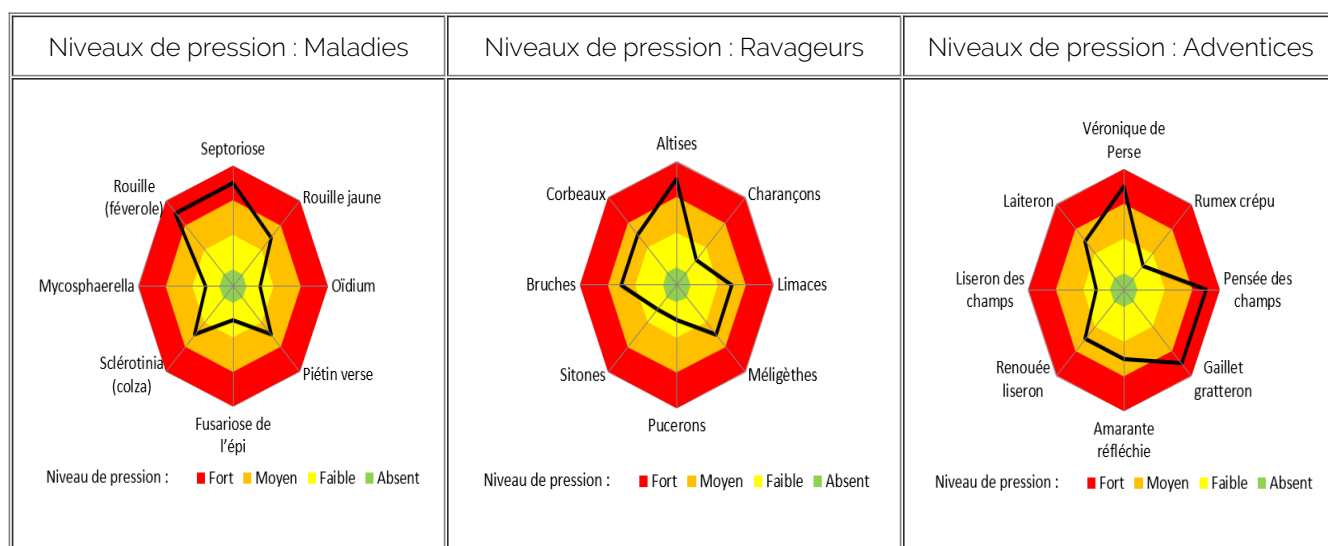 Niveaux de pression : Maladies
Niveaux de pression : Ravageurs
Niveaux de pression : Adventices
Septoriose
Rouille
(féverole)
Rouille jaune
Mycosphaerella
Oïdium
Sclérotinia
(colza)
Piétin verse
Fusariose de
l'épi
Niveau de pression :
Fort
Moyen
Faible
Absent
Altises
Corbeaux
Charançons
Bruches
Limaces
Sitones
Méligèthes
Pucerons
Niveau de pression :
Fort
Moyen
Faible
Absent
Véronique de
Perse
Laiteron
Rumex crépu
Liseron des
champs
Pensée des
champs
Renouée
liseron
Gaillet
gratteron
Amarante
réfléchie
Niveau de pression :
Fort
Moyen
Faible
Absent